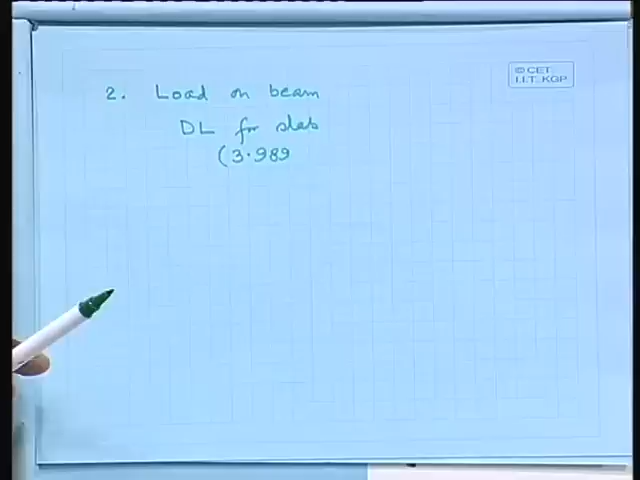 © CET
I.I.T. KGP
2. Load on beam
DL for slab
(3.989